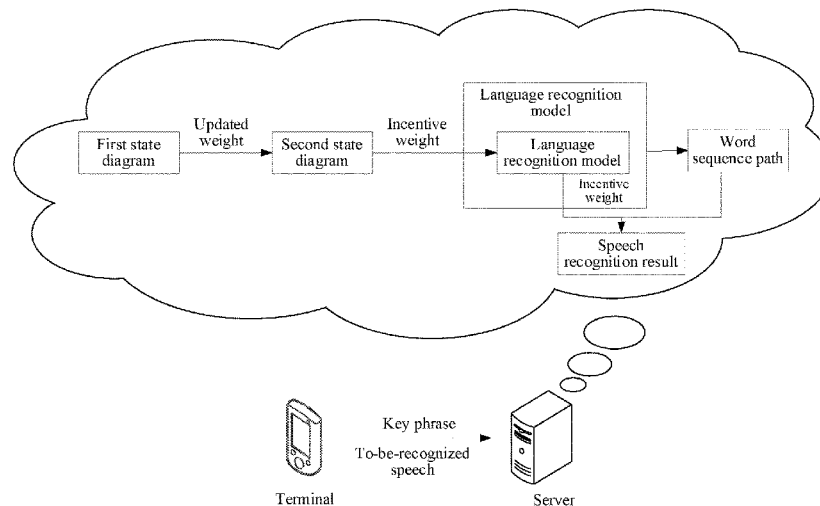 First state
diagram
Updated
weight
Second state
diagram
Incentive
weight
Language recognition
model
Language
recognition model
Incentive
weight
Word
sequence path
Speech
recognition result
Key phrase
To-be-recognized
speech
Terminal
Server